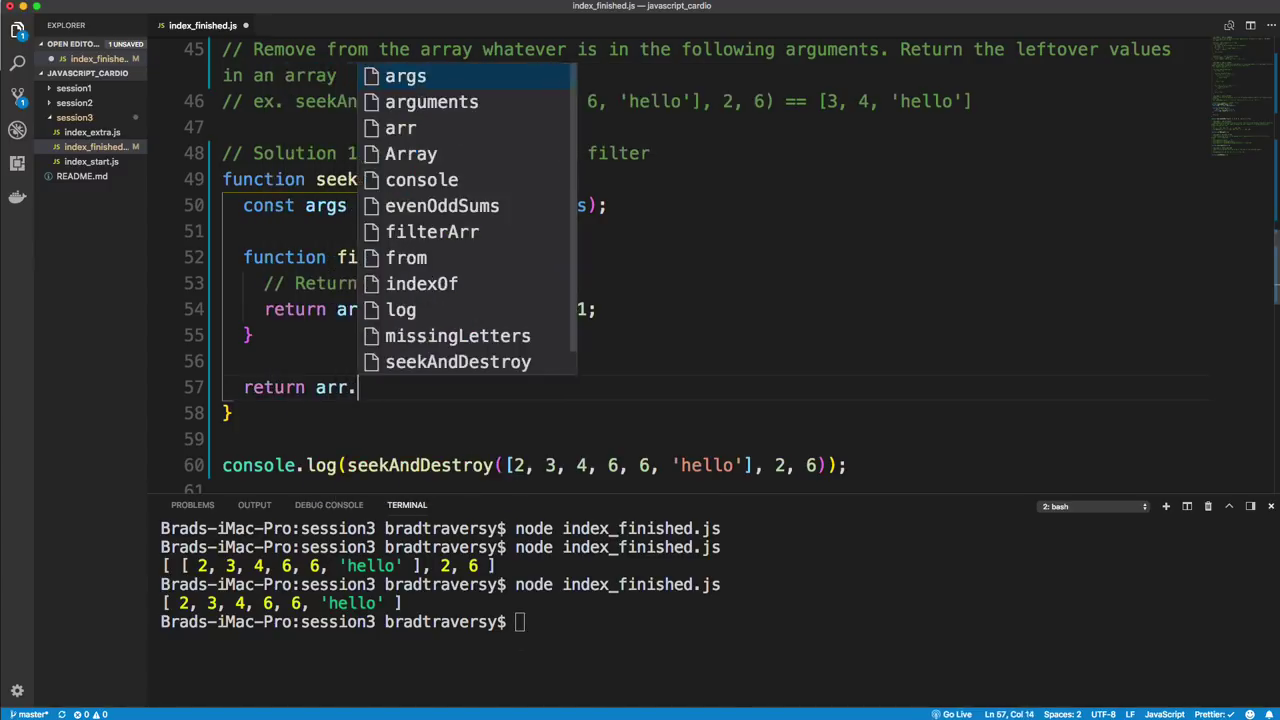 index_finished.js — javascript_cardio
EXPLORER
index_finished.js
OPEN EDITO... 1 UNSAVED
index_finishe...
JAVASCRIPT_CARDIO
session1
session2
session3
JS index_extra.js
JS index_finished...
JS index_start.js
README.md
45 // Remove from the array whatever is in the following arguments. Return the leftover values
in an array
46 // ex. seekAn 6, 'hello'], 2, 6) == [3, 4, 'hello']
47
48 // Solution 1 filter
49 function seek
50 const args s);
51
52 function fi
53 // Return
54 return ar 1;
55 }
56
57 return arr.
58 }
59
60 console.log(seekAndDestroy([2, 3, 4, 6, 6, 'hello'], 2, 6));
61
args
arguments
arr
Array
console
evenOddSums
filterArr
from
indexOf
log
missingLetters
seekAndDestroy
PROBLEMS OUTPUT DEBUG CONSOLE TERMINAL
2: bash
Brads-iMac-Pro:session3 bradtraversy$ node index_finished.js
Brads-iMac-Pro:session3 bradtraversy$ node index_finished.js
[ [ 2, 3, 4, 6, 6, 'hello' ], 2, 6 ]
Brads-iMac-Pro:session3 bradtraversy$ node index_finished.js
[ 2, 3, 4, 6, 6, 'hello' ]
Brads-iMac-Pro:session3 bradtraversy$
master* 0 0 Go Live Ln 57, Col 14 Spaces: 2 UTF-8 LF JavaScript Prettier: ✓